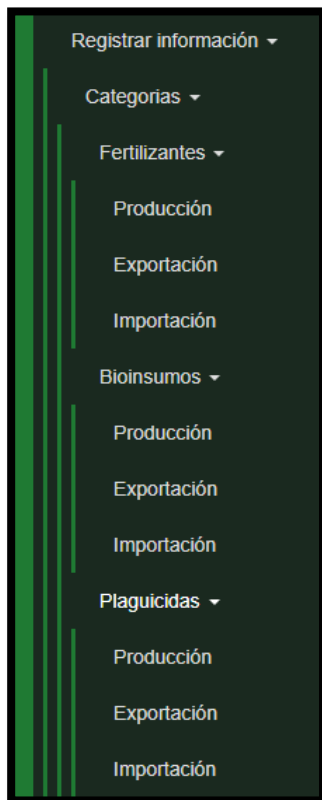 Registrar información
Categorias
Fertilizantes
Producción
Exportación
Importación
Bioinsumos
Producción
Exportación
Importación
Plaguicidas
Producción
Exportación
Importación